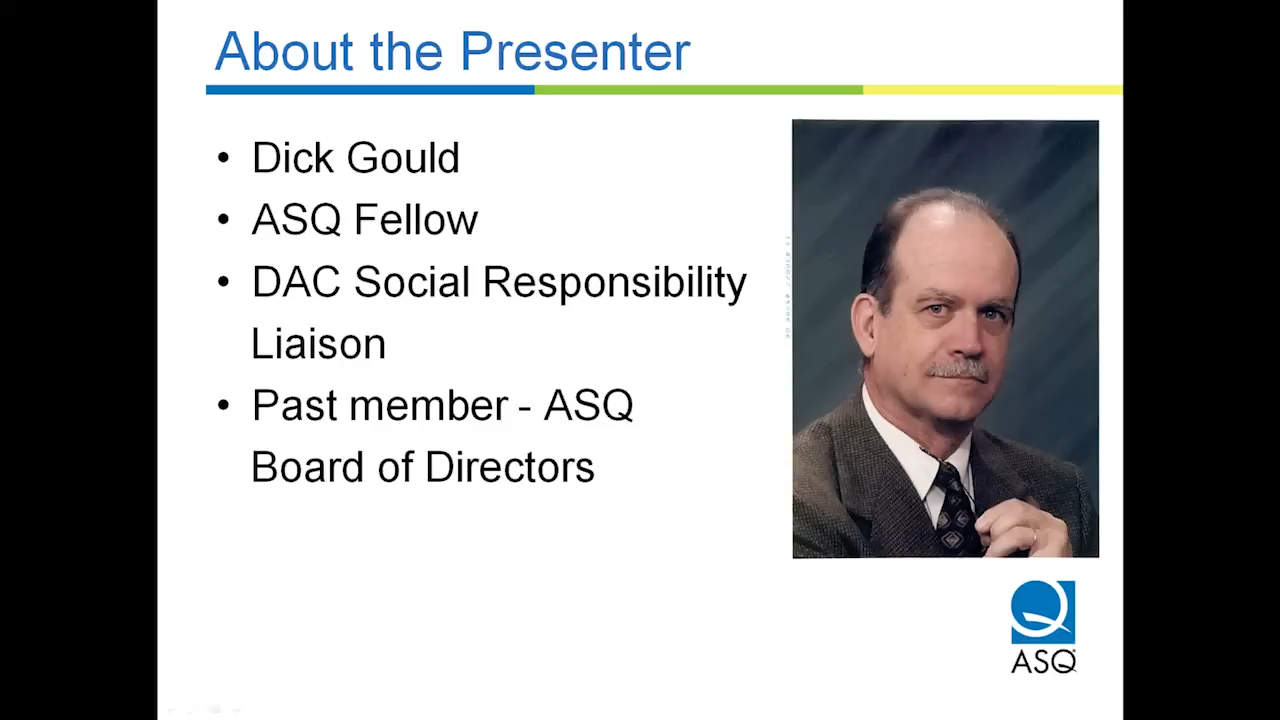 About the Presenter
• Dick Gould
• ASQ Fellow
• DAC Social Responsibility
Liaison
• Past member - ASQ
Board of Directors
ASQ